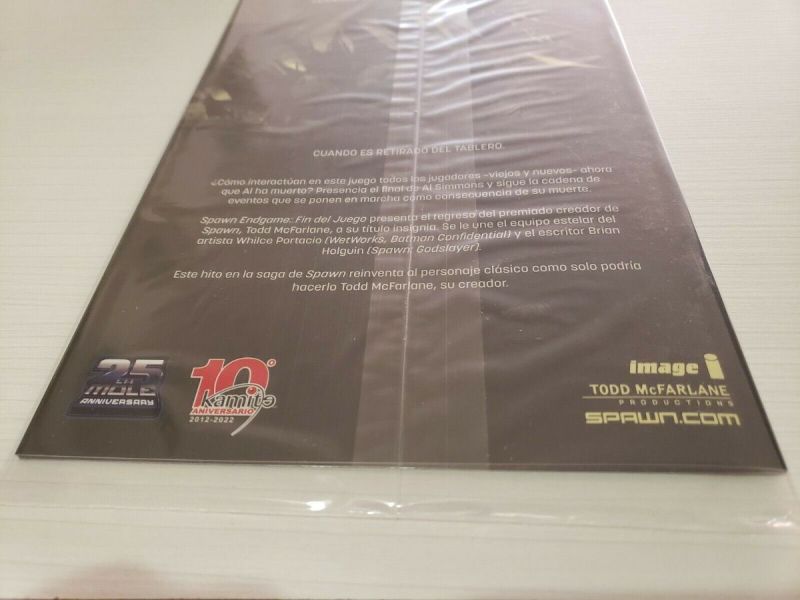 CUANDO ES RETIRADO DEL TABLERO.
¿Cómo interactúan en este juego todos los jugadores -viejos y nuevos- ahora
que Al ha muerto? Presencia el final de Al Simmons y sigue la cadena de
eventos que se ponen en marcha como consecuencia de su muerte.
Spawn Endgame: Fin del Juego presenta el regreso del premiado creador de
Spawn, Todd McFarlane, a su título insignia. Se le une el equipo estelar del
artista Whilce Portacio (WetWorks, Batman Confidential) y el escritor Brian
Holguin (Spawn: Godslayer).
Este hito en la saga de Spawn reinventa al personaje clásico como solo podría
hacerlo Todd McFarlane, su creador.
25
LA
MOLE
ANNIVERSARY
10°
kamite
ANIVERSARIO
2012-2022
image i
TODD McFARLANE
PRODUCTIONS
SPAWN.COM